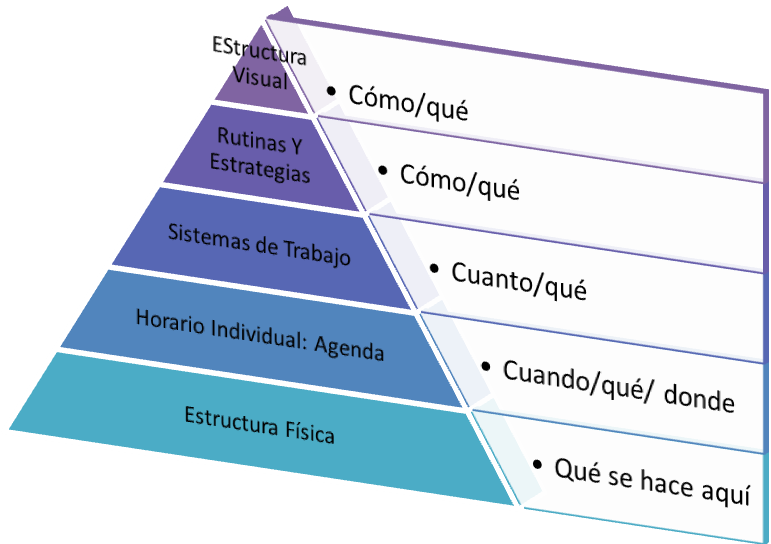 EStructura
Visual
• Cómo/qué
Rutinas Y
Estrategias
• Cómo/qué
Sistemas de Trabajo
• Cuanto/qué
Horario Individual: Agenda
• Cuando/qué/ donde
Estructura Física
• Qué se hace aquí